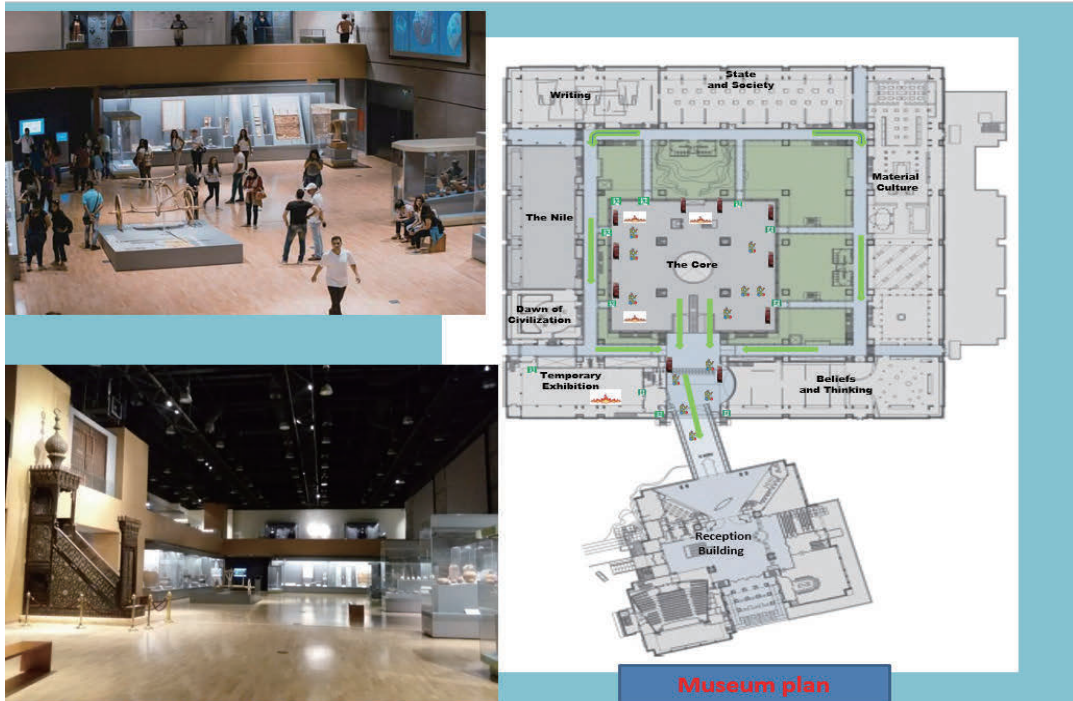 State
and Society
Writing
Material
Culture
The Nile
The Core
Dawn of
Civilization
Temporary
Exhibition
Beliefs
and Thinking
Reception
Building
Museum plan